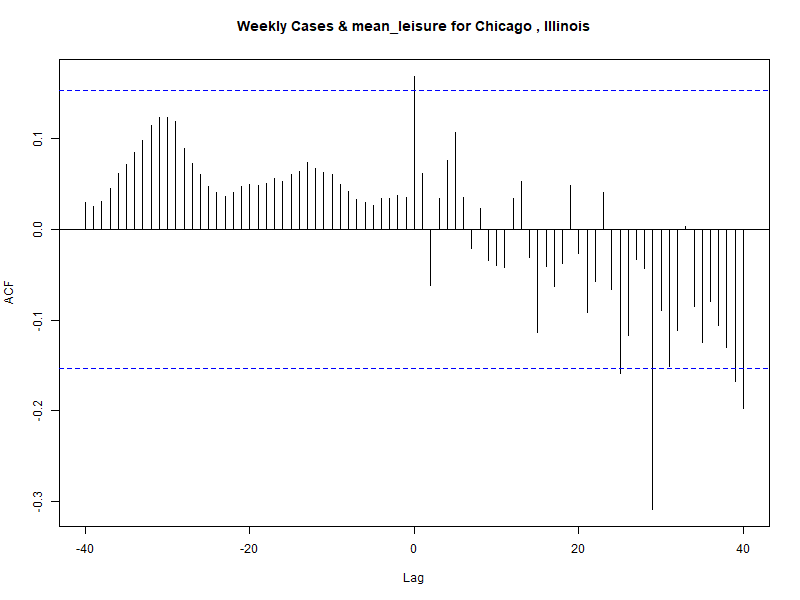 Weekly Cases & mean_leisure for Chicago , Illinois
ACF
0.1
0.0
-0.1
-0.2
-0.3
-40 -20 0 20 40
Lag